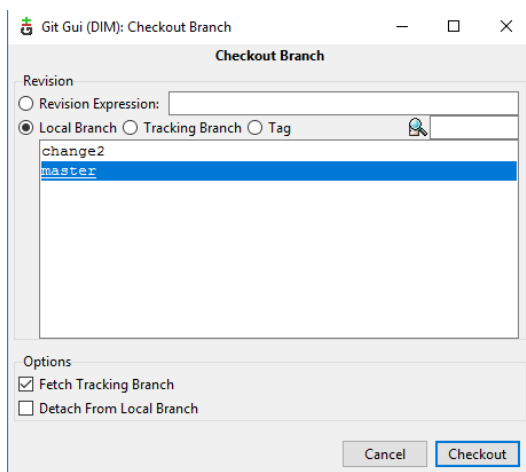 Git Gui (DIM): Checkout Branch
Checkout Branch
Revision
Revision Expression:
Local Branch Tracking Branch Tag
change2
master
Options
Fetch Tracking Branch
Detach From Local Branch
Cancel Checkout